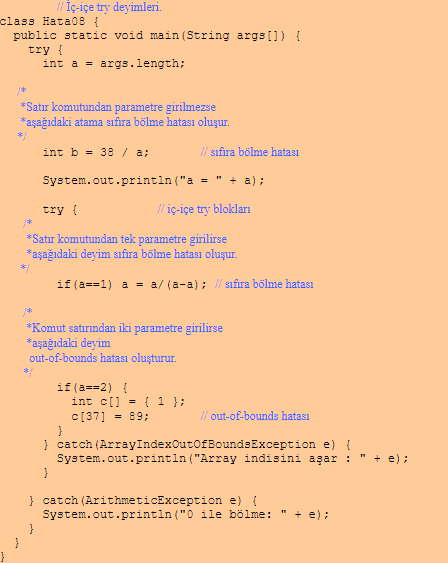 // İç-içe try deyimleri.
class Hata08 {
public static void main(String args[]) {
try {
int a = args.length;
/*
*Satır komutundan parametre girilmezse
*aşağıdaki atama sıfıra bölme hatası oluşur.
*/
int b = 38 / a; // sıfıra bölme hatası
System.out.println("a = " + a);
try { // iç-içe try blokları
/*
*Satır komutundan tek parametre girilirse
*aşağıdaki deyim sıfıra bölme hatası oluşur.
*/
if(a==1) a = a/(a-a); // sıfıra bölme hatası
/*
*Komut satırından iki parametre girilirse
*aşağıdaki deyim
out-of-bounds hatası oluşturur.
*/
if(a==2) {
int c[] = { 1 };
c[37] = 89; // out-of-bounds hatası
}
} catch(ArrayIndexOutOfBoundsException e) {
System.out.println("Array indisini aşar : " + e);
}
} catch(ArithmeticException e) {
System.out.println("0 ile bölme: " + e);
}
}
}